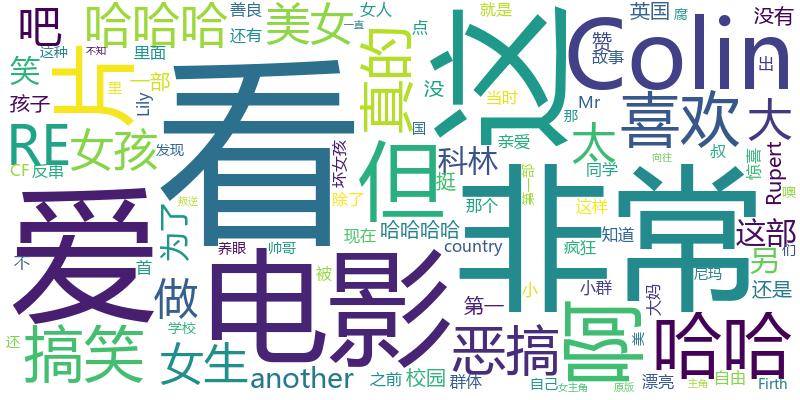 吧
哈哈哈
善良
美女
女人
就是
英国
腐
没有
还有
这
点
Colin
赞
故事
出
这种
不知
里面
一直
笑
片
看
真的
里
一部
没
当时
Mr
那
喜欢
大
孩子
Lily
RE
女孩
发现
坏女孩
但
科林
太
亲爱
国
叔
惊喜
Rupert
向往
CF
反串
叛逆
挺
同学
噢
爱
为了
除了
那个
这样
哈哈哈哈
非常
这部
养眼
帅哥
现在
country
疯狂
知道
们
不
首
电影
被
小
小群
尼玛
另
还是
做
第一
大妈
搞笑
学校
恶搞
啊
美
哈哈
还
女生
another
之前
校园
群体
自己
女主角
原版
漂亮
主角
自由
Firth